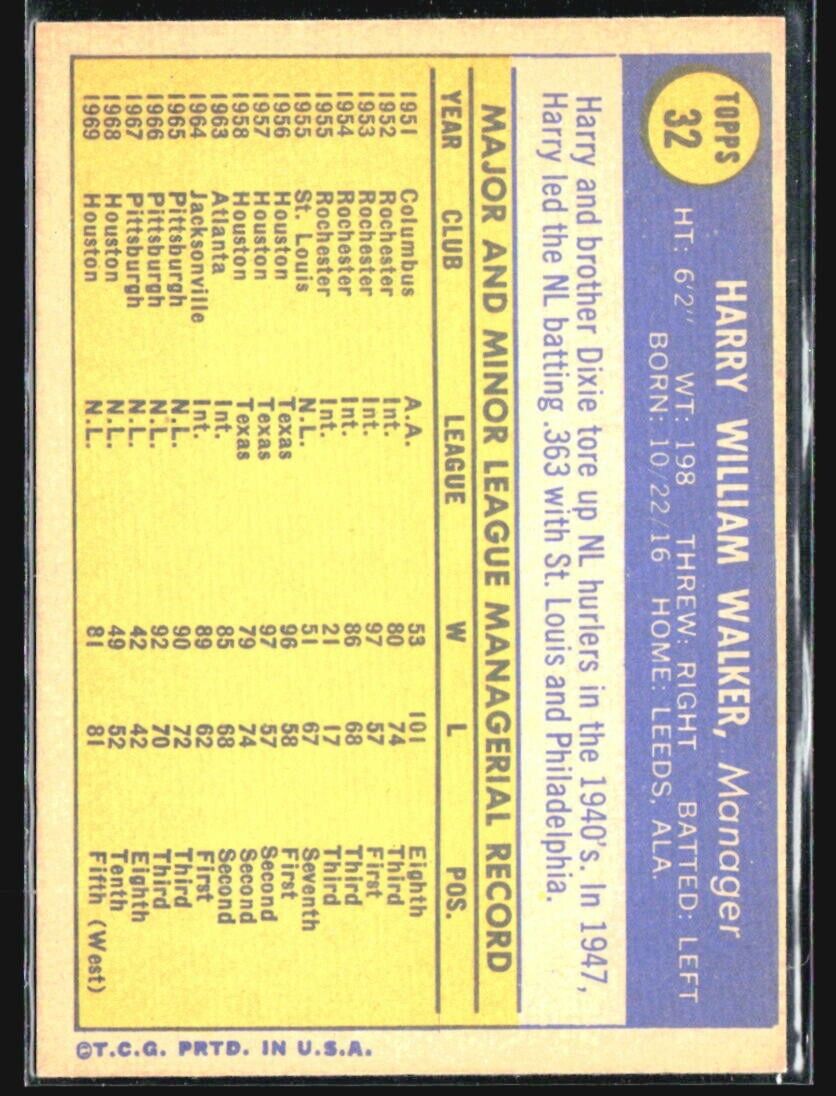 TOPPS
32
HARRY WILLIAM WALKER, Manager
HT.: 6'2" WT: 198 THREW: RIGHT BATTED: LEFT
BORN: 10/22/16 HOME: LEEDS, ALA.
Harry and brother Dixie tore up NL hurlers in the 1940's. In 1947,
Harry led the NL batting .363 with St. Louis and Philadelphia.
MAJOR AND MINOR LEAGUE MANAGERIAL RECORD
YEAR CLUB LEAGUE W L POS.
1951 Columbus A.A. 53 101 Eighth
1952 Rochester Int. 80 74 Third
1953 Rochester Int. 97 57 First
1954 Rochester Int. 86 68 Third
1955 Rochester Int. 21 17 Third
1955 St. Louis N.L. 51 67 Seventh
1956 Houston Texas 96 58 First
1957 Houston Texas 97 57 Second
1958 Houston Texas 79 74 Second
1963 Atlanta Int. 85 68 Second
1964 Jacksonville Int. 89 62 First
1965 Pittsburgh N.L. 90 72 Third
1966 Pittsburgh N.L. 92 70 Third
1967 Pittsburgh N.L. 42 42 Eighth
1968 Houston N.L. 49 52 Tenth
1969 Houston N.L. 81 81 Fifth (West)
©T.C.G. PRTD. IN U.S.A.